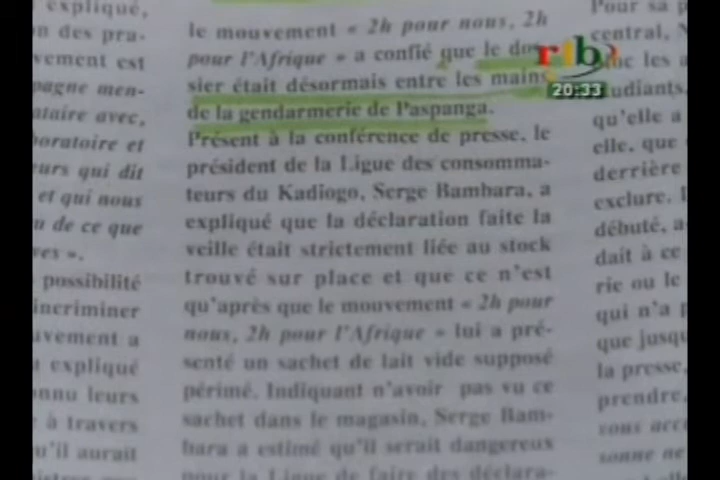 expliqué,
n des pra-
vement est
pagne men-
ataire avec,
boratoire et
urs qui dit
et qui nous
u de ce que
ves ».
possibilité
incriminer
uvement a
expliqué
nnu leurs
à travers
u'il aurait
le mouvement « 2h pour nous, 2h
pour l'Afrique » a confié que le dos-
sier était désormais entre les mains
de la gendarmerie de Paspanga.
Présent à la conférence de presse, le
président de la Ligue des consomma-
teurs du Kadiogo, Serge Bambara, a
expliqué que la déclaration faite la
veille était strictement liée au stock
trouvé sur place et que ce n'est
qu'après que le mouvement « 2h pour
nous, 2h pour l'Afrique » lui a pré-
senté un sachet de lait vide supposé
périmé. Indiquant n'avoir pas vu ce
sachet dans le magasin, Serge Bam-
bara a estimé qu'il serait dangereux
pour la Ligue de faire des déclara-
rtb
20:33
Pour sa p
central, N
les a
udiants,
qu'elle a
elle, que
derrière
exclure. I
débuté, a
dait à ce
rie ou le
qui n'a p
que jusqu
la presse,
prendre,
vous acc
sonne ne